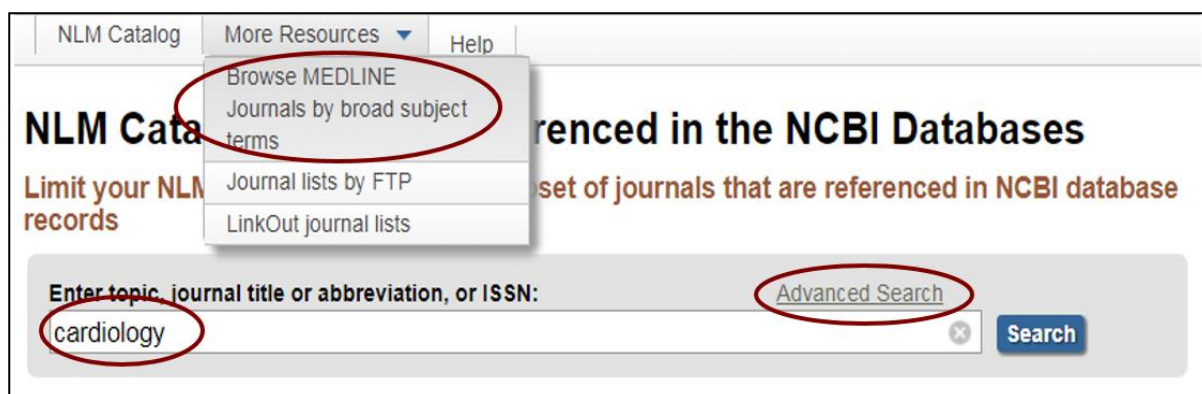 NLM Catalog More Resources Help
Browse MEDLINE
Journals by broad subject
terms
Journal lists by FTP
LinkOut journal lists
NLM Cata renced in the NCBI Databases
Limit your NLM set of journals that are referenced in NCBI database
records
Enter topic, journal title or abbreviation, or ISSN: Advanced Search
cardiology Search